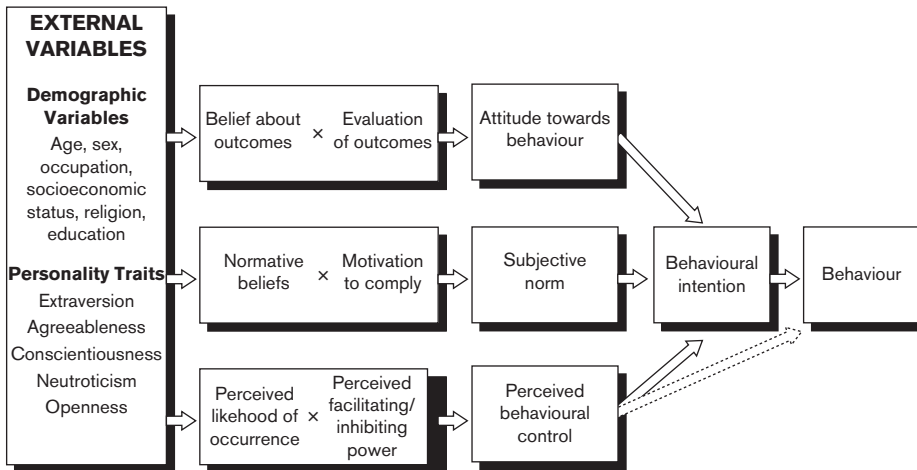 EXTERNAL
VARIABLES
Demographic
Variables
Age, sex,
occupation,
socioeconomic
status, religion,
education
Personality Traits
Extraversion
Agreeableness
Conscientiousness
Neutroticism
Openness
Belief about
outcomes
×
Evaluation
of outcomes
Attitude towards
behaviour
Normative
beliefs
×
Motivation
to comply
Subjective
norm
Behavioural
intention
Behaviour
Perceived
likehood of
occurrence
×
Perceived
facilitating/
inhibiting
power
Perceived
behavioural
control